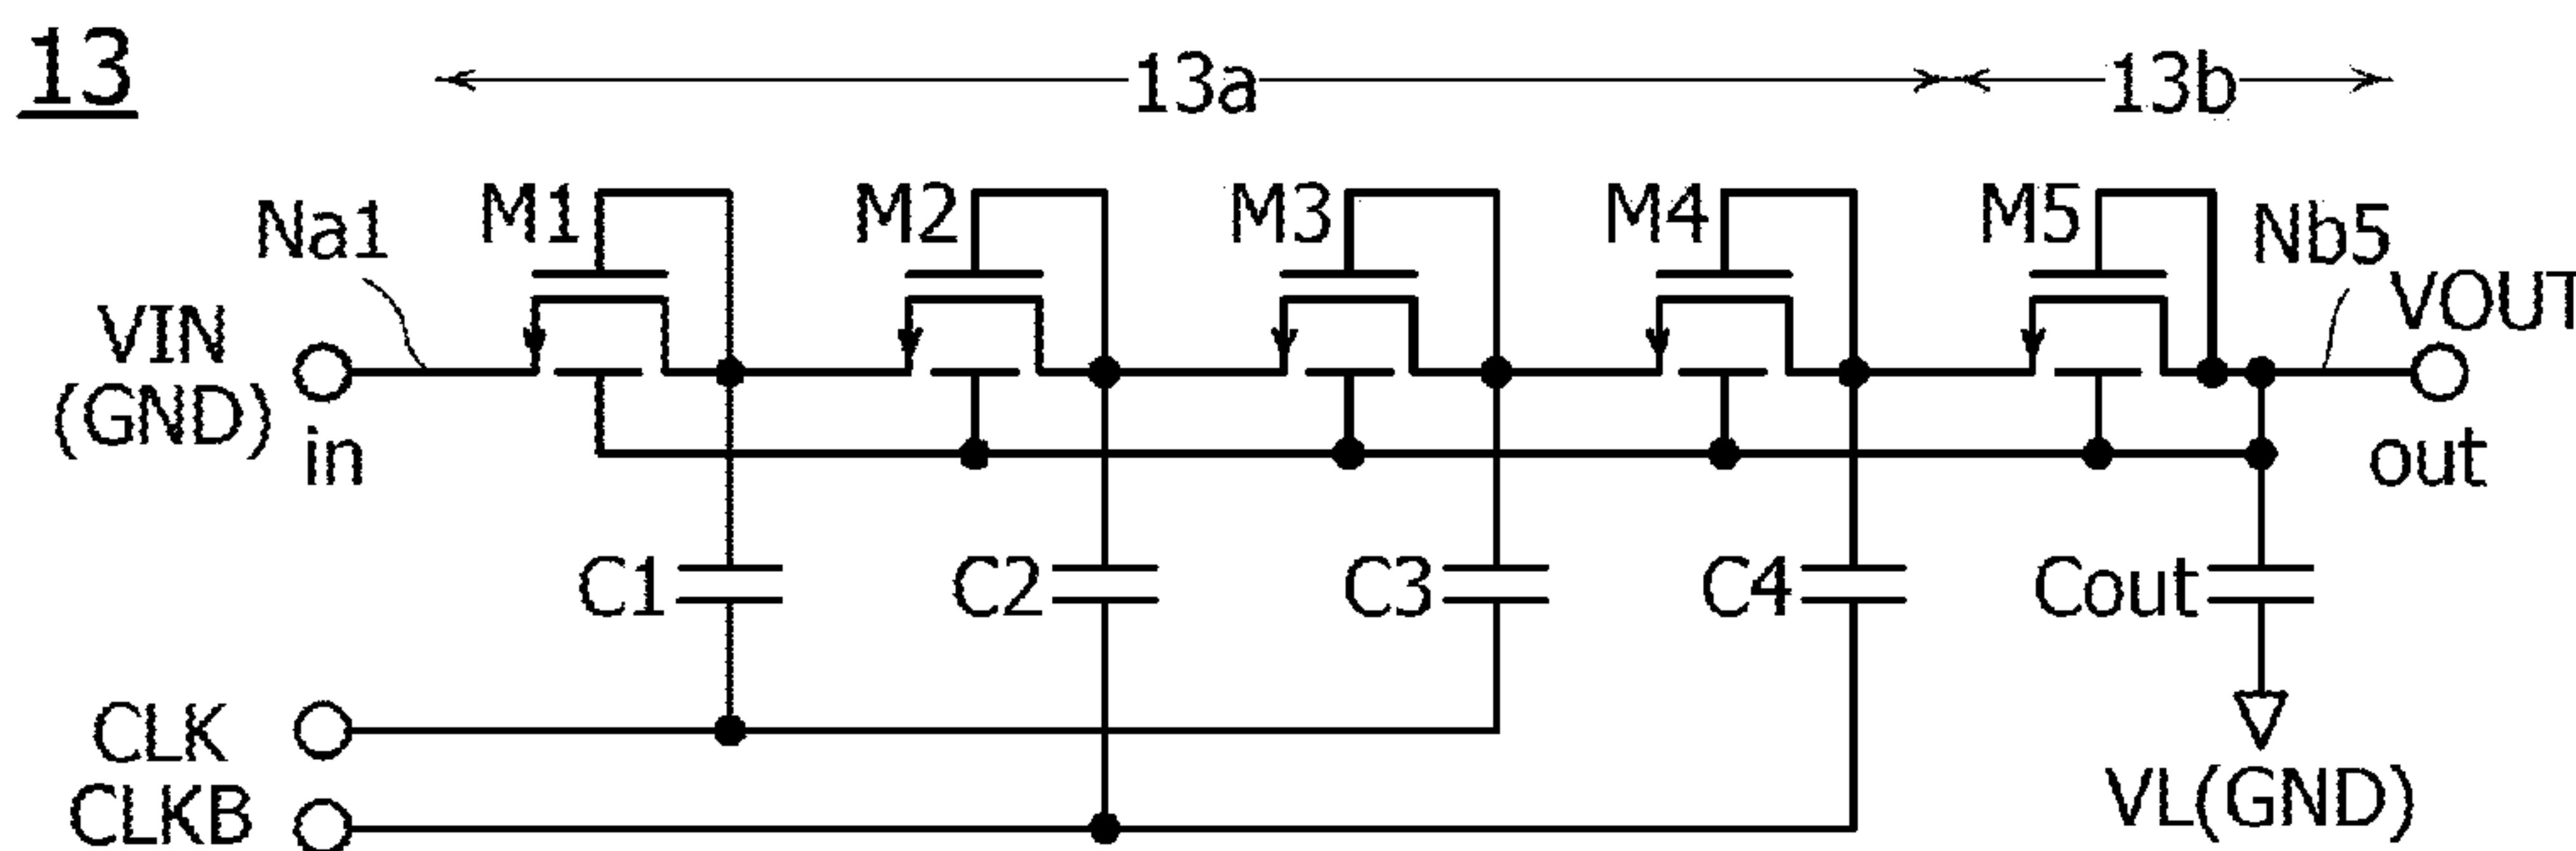 13
13a
13b
M1
M2
M3
M4
M5
Na1
Nb5
VIN
(GND)
in
VOUT
out
C1
C2
C3
C4
Cout
CLK
CLKB
VL(GND)